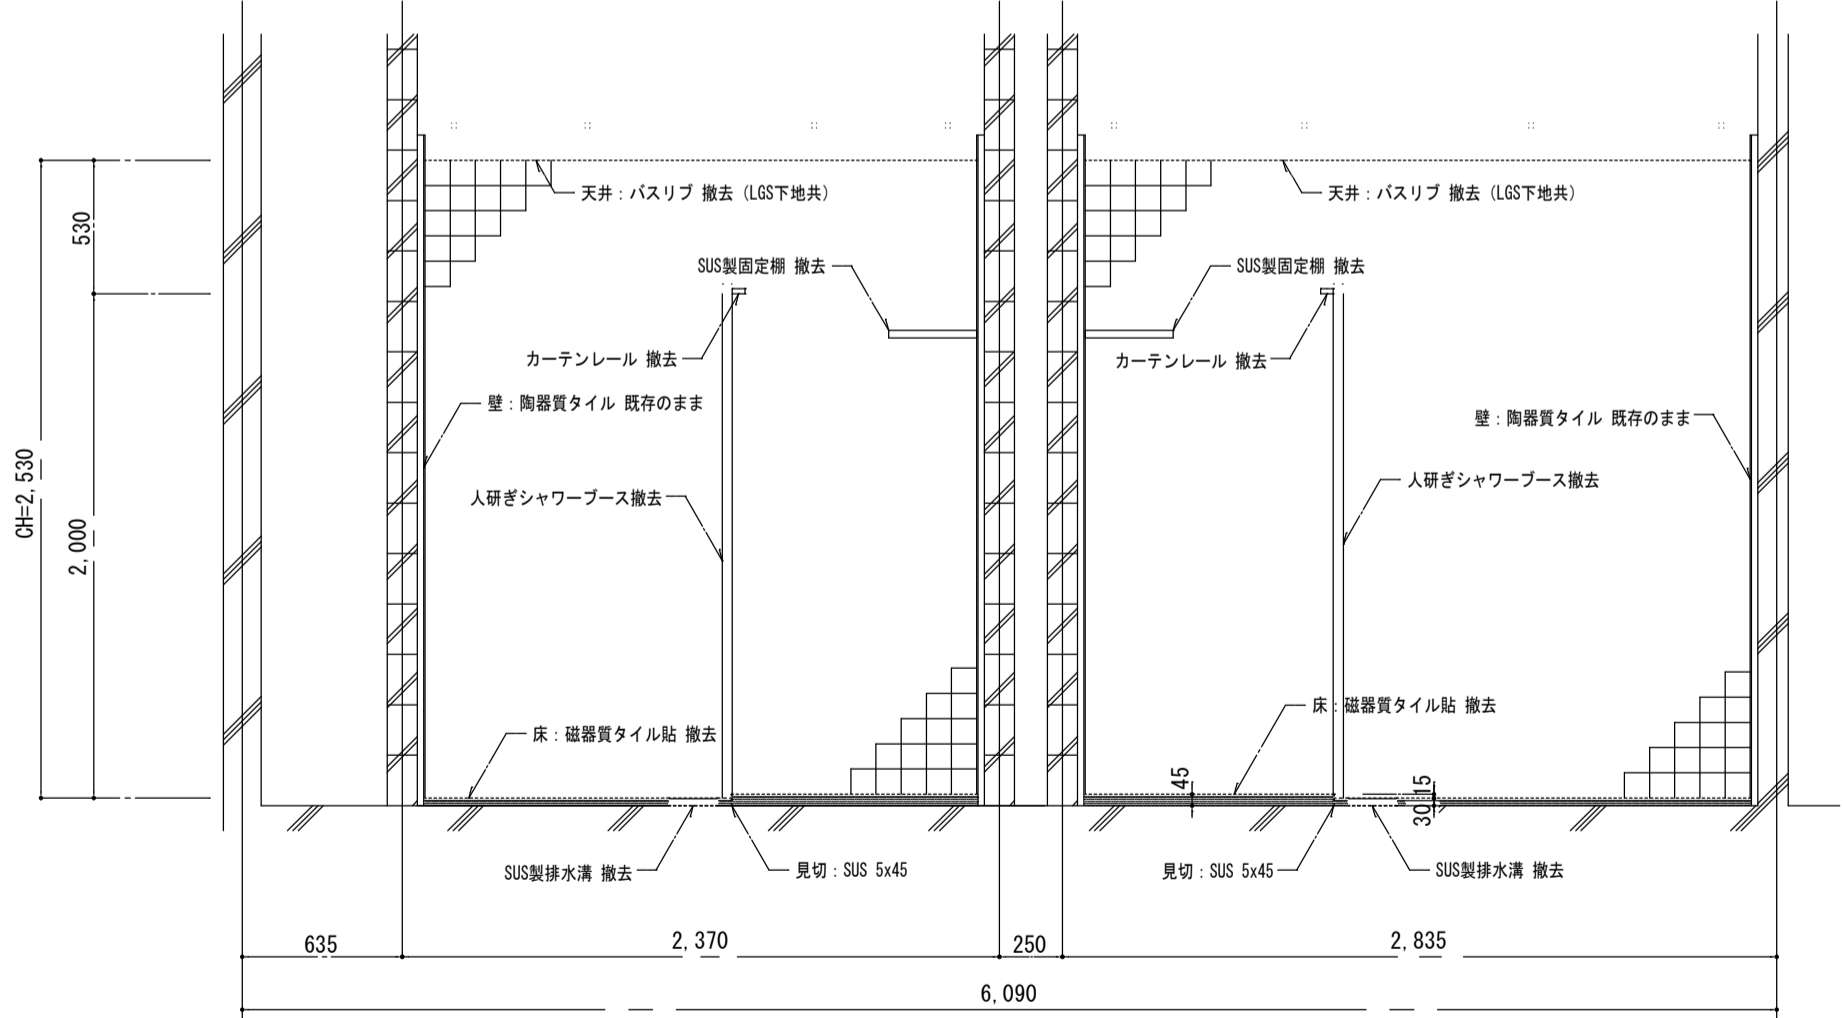 天井：バスリブ 撤去（LGS下地共）
天井：バスリブ 撤去（LGS下地共）
530
SUS製固定棚 撤去
SUS製固定棚 撤去
カーテンレール 撤去
カーテンレール 撤去
壁：陶器質タイル 既存のまま
壁：陶器質タイル 既存のまま
CH=2,530
人研ぎシャワーブース撤去
人研ぎシャワーブース撤去
2,000
床：磁器質タイル貼 撤去
床：磁器質タイル貼 撤去
45
15
30
SUS製排水溝 撤去
見切：SUS 5x45
見切：SUS 5x45
SUS製排水溝 撤去
635
2,370
250
2,835
6,090